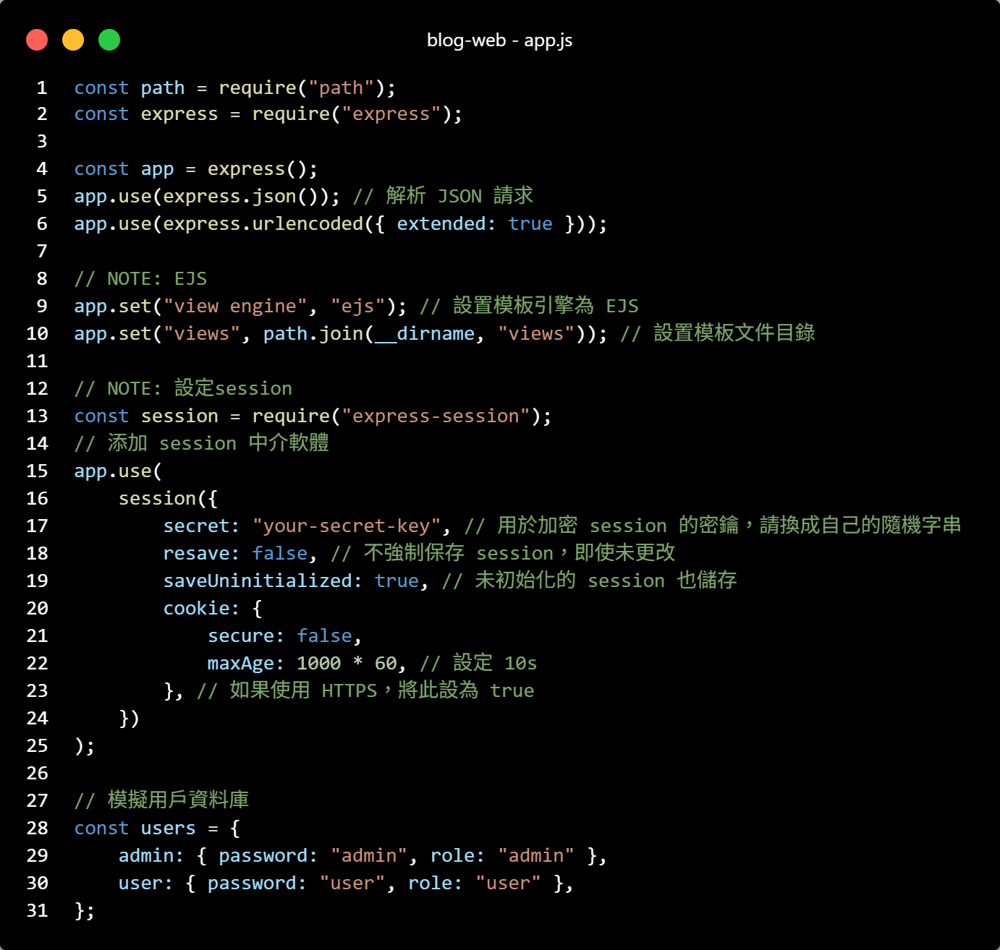 blog-web - app.js
1 const path = require("path");
2 const express = require("express");
3
4 const app = express();
5 app.use(express.json()); // 解析 JSON 請求
6 app.use(express.urlencoded({ extended: true }));
7
8 // NOTE: EJS
9 app.set("view engine", "ejs"); // 設置模板引擎為 EJS
10 app.set("views", path.join(__dirname, "views")); // 設置模板文件目錄
11
12 // NOTE: 設定session
13 const session = require("express-session");
14 // 添加 session 中介軟體
15 app.use(
16     session({
17         secret: "your-secret-key", // 用於加密 session 的密鑰，請換成自己的隨機字串
18         resave: false, // 不強制保存 session，即使未更改
19         saveUninitialized: true, // 未初始化的 session 也儲存
20         cookie: {
21             secure: false,
22             maxAge: 1000 * 60, // 設定 10s
23         }, // 如果使用 HTTPS，將此設為 true
24     })
25 );
26
27 // 模擬用戶資料庫
28 const users = {
29     admin: { password: "admin", role: "admin" },
30     user: { password: "user", role: "user" },
31 };